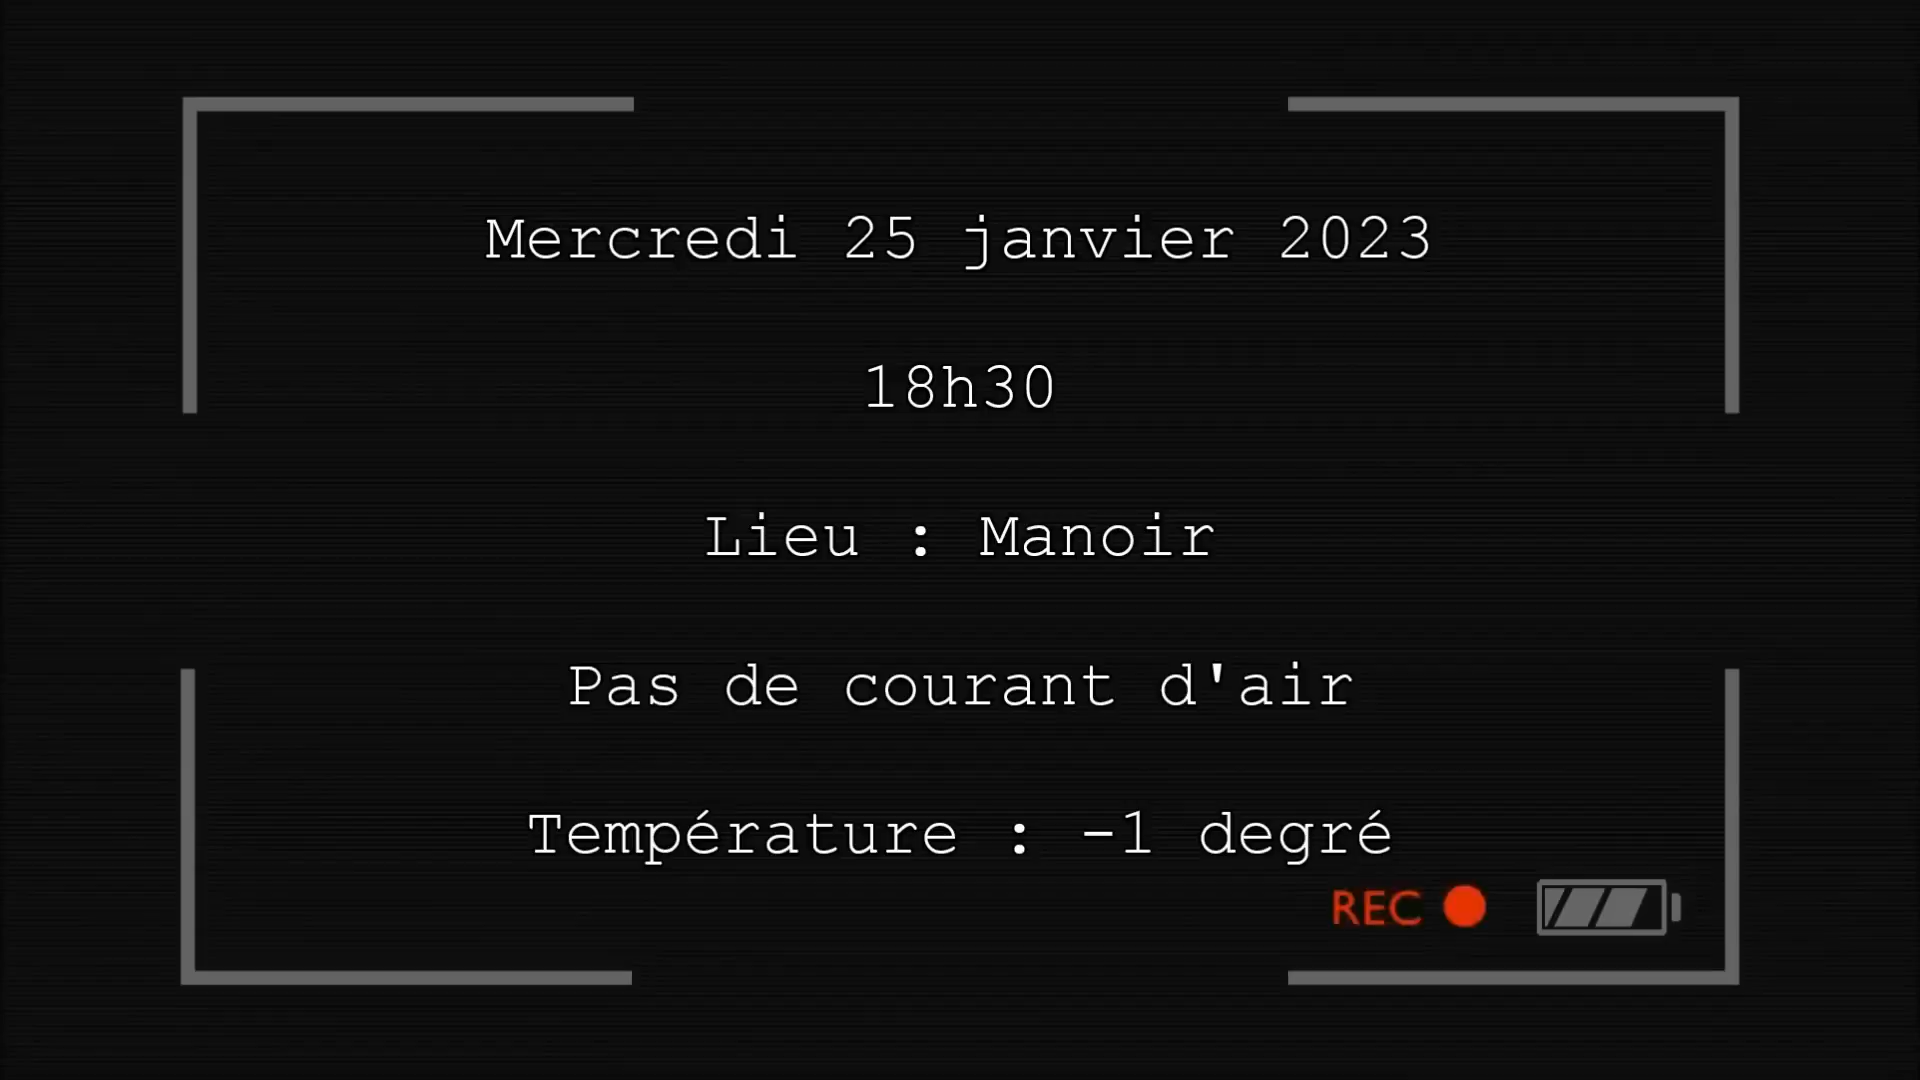 Mercredi 25 janvier 2023
18h30
Lieu : Manoir
Pas de courant d'air
Température : -1 degré
REC